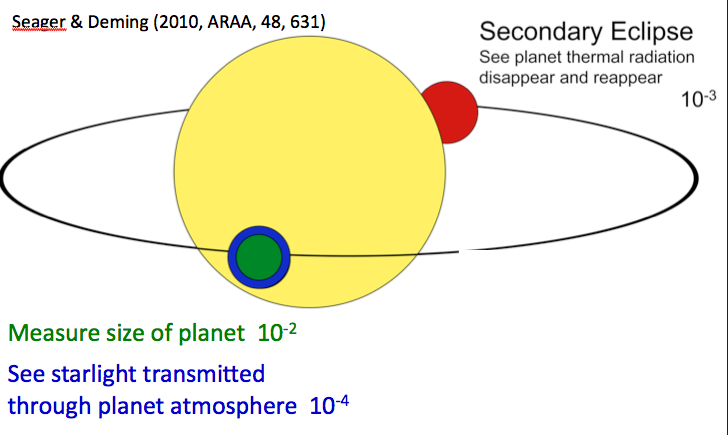 Seager & Deming (2010, ARAA, 48, 631)
Secondary Eclipse
See planet thermal radiation
disappear and reappear
10-3
Measure size of planet 10-2
See starlight transmitted
through planet atmosphere 10-4